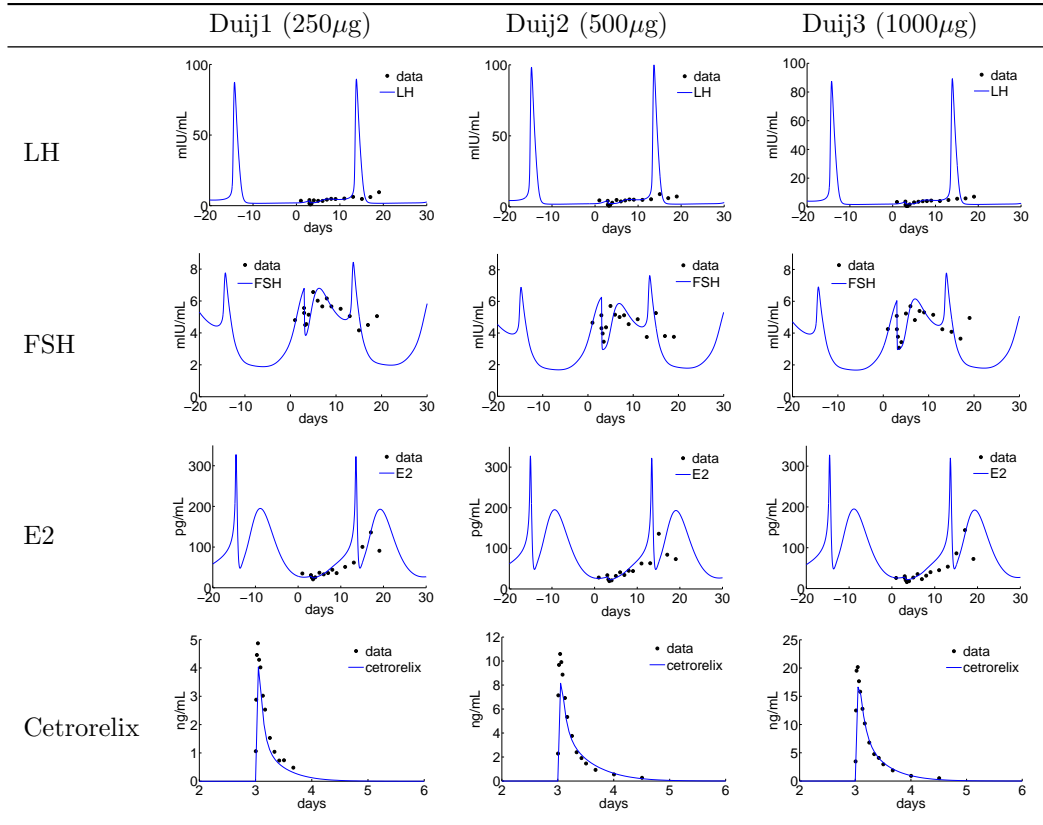 Duij1 (250μg) Duij2 (500μg) Duij3 (1000μg)
LH
100
50
0
−20 −10 0 10 20 30
mIU/mL
days
data
LH
100
50
0
−20 −10 0 10 20 30
mIU/mL
days
data
LH
100
80
60
40
20
0
−20 −10 0 10 20 30
mIU/mL
days
data
LH
FSH
8
6
4
2
0
−20 −10 0 10 20 30
mIU/mL
days
data
FSH
8
6
4
2
0
−20 −10 0 10 20 30
mIU/mL
days
data
FSH
8
6
4
2
0
−20 −10 0 10 20 30
mIU/mL
days
data
FSH
E2
300
200
100
0
−20 −10 0 10 20 30
pg/mL
days
data
E2
300
200
100
0
−20 −10 0 10 20 30
pg/mL
days
data
E2
300
200
100
0
−20 −10 0 10 20 30
pg/mL
days
data
E2
Cetrorelix
5
4
3
2
1
0
2 3 4 5 6
ng/mL
days
data
cetrorelix
12
10
8
6
4
2
0
2 3 4 5 6
ng/mL
days
data
cetrorelix
25
20
15
10
5
0
2 3 4 5 6
ng/mL
days
data
cetrorelix